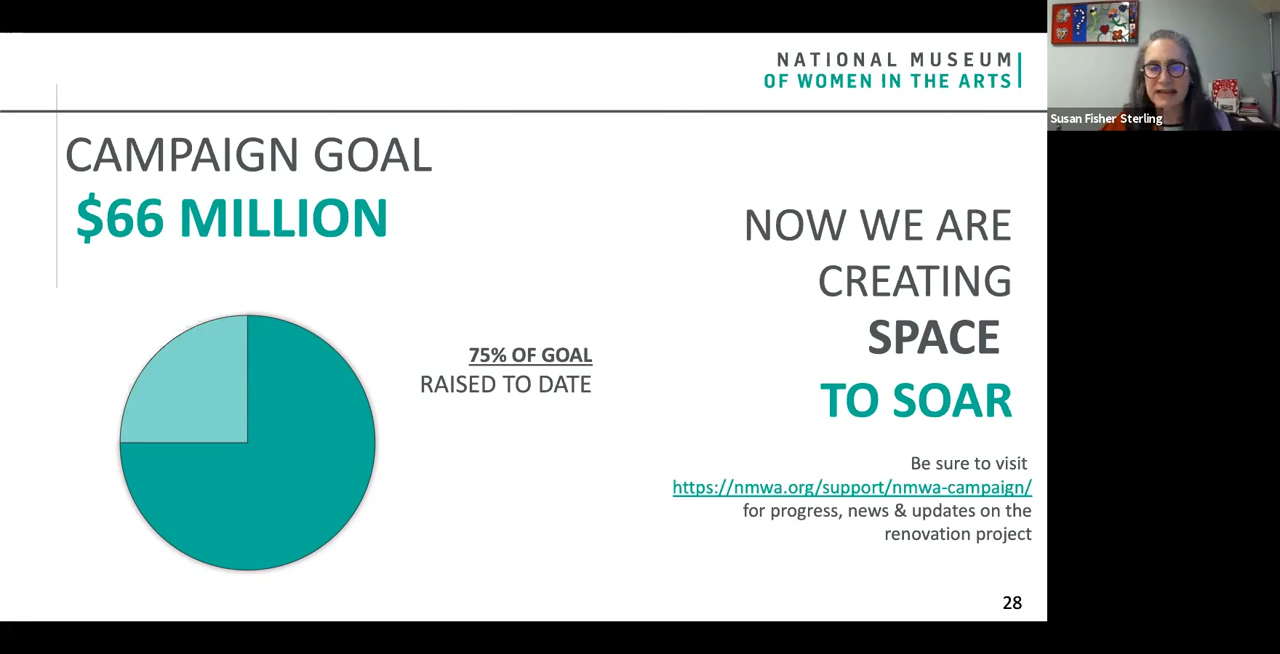 NATIONAL MUSEUM
OF WOMEN IN THE ARTS
Susan Fisher Sterling
CAMPAIGN GOAL
$66 MILLION
75% OF GOAL
RAISED TO DATE
NOW WE ARE
CREATING
SPACE
TO SOAR
Be sure to visit
https://nmwa.org/support/nmwa-campaign/
for progress, news & updates on the
renovation project
28